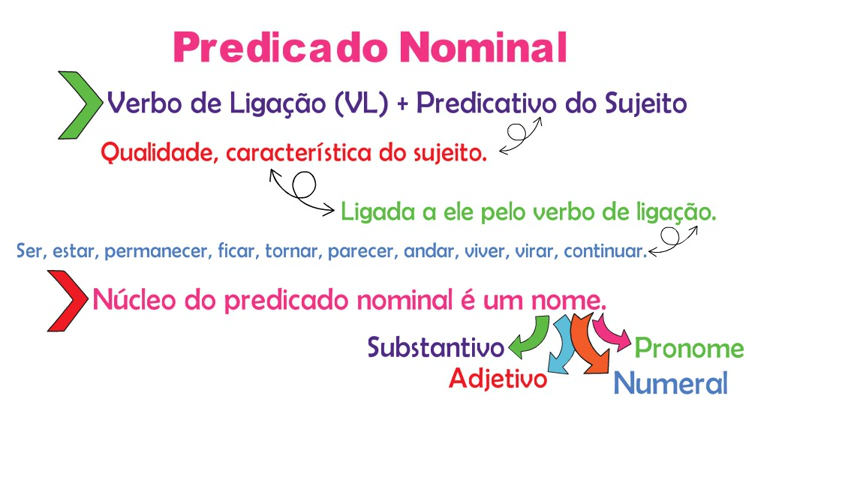 Predicado Nominal
Verbo de Ligação (VL) + Predicativo do Sujeito
Qualidade, característica do sujeito.
Ligada a ele pelo verbo de ligação.
Ser, estar, permanecer, ficar, tornar, parecer, andar, viver, virar, continuar.
Núcleo do predicado nominal é um nome.
Substantivo
Pronome
Adjetivo
Numeral